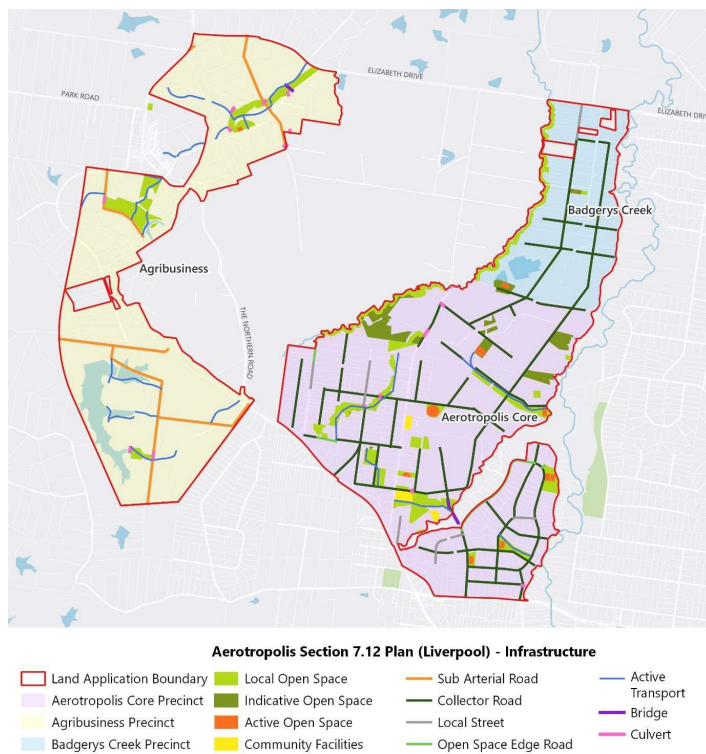 ELIZABETH DRIVE
PARK ROAD
ELIZABETH DRIVE
Badgerys Creek
Agribusiness
THE NORTHERN ROAD
Aerotropolis Core
Aerotropolis Section 7.12 Plan (Liverpool) - Infrastructure
Land Application Boundary
Aerotropolis Core Precinct
Agribusiness Precinct
Badgerys Creek Precinct
Local Open Space
Indicative Open Space
Active Open Space
Community Facilities
Sub Arterial Road
Collector Road
Local Street
Open Space Edge Road
Active
Transport
Bridge
Culvert